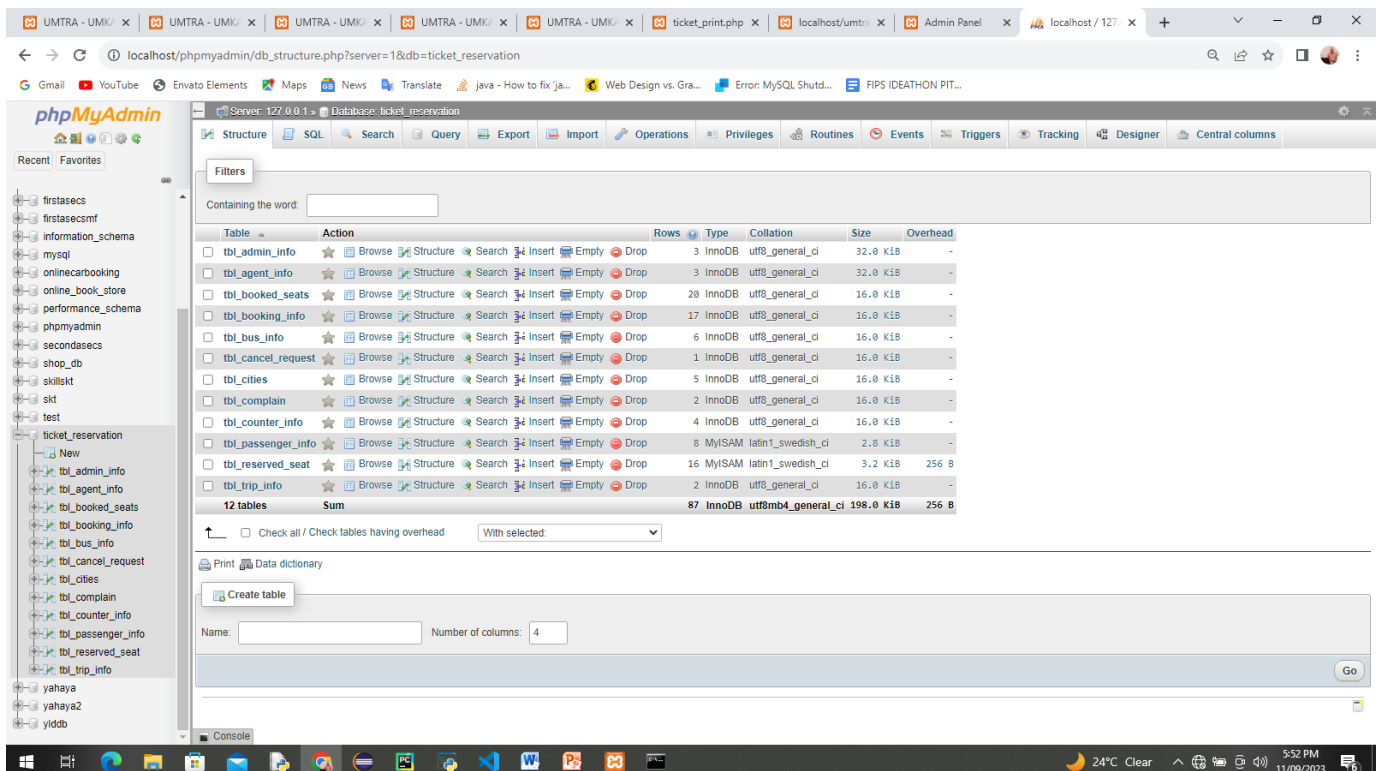 UMTRA - UMKA UMTRA - UMKA UMTRA - UMKA UMTRA - UMKA UMTRA - UMKA ticket_print.php localhost/umtra Admin Panel localhost / 127.
localhost/phpmyadmin/db_structure.php?server=1&db=ticket_reservation
Gmail YouTube Envato Elements Maps News Translate java - How to fix 'ja... Web Design vs. Gra... Error: MySQL Shutd... FIPS IDEATHON PIT...
phpMyAdmin
Recent Favorites
firstasecs
firstasecsmf
information_schema
mysql
onlinecarbooking
online_book_store
performance_schema
phpmyadmin
secondasecs
shop_db
skillskt
skt
test
ticket_reservation
New
tbl_admin_info
tbl_agent_info
tbl_booked_seats
tbl_booking_info
tbl_bus_info
tbl_cancel_request
tbl_cities
tbl_complain
tbl_counter_info
tbl_passenger_info
tbl_reserved_seat
tbl_trip_info
yahaya
yahaya2
ylddb
Server: 127.0.0.1 » Database: ticket_reservation
Structure SQL Search Query Export Import Operations Privileges Routines Events Triggers Tracking Designer Central columns
Filters
Containing the word:
Table Action Rows Type Collation Size Overhead
tbl_admin_info Browse Structure Search Insert Empty Drop 3 InnoDB utf8_general_ci 32.0 KiB -
tbl_agent_info Browse Structure Search Insert Empty Drop 3 InnoDB utf8_general_ci 32.0 KiB -
tbl_booked_seats Browse Structure Search Insert Empty Drop 20 InnoDB utf8_general_ci 16.0 KiB -
tbl_booking_info Browse Structure Search Insert Empty Drop 17 InnoDB utf8_general_ci 16.0 KiB -
tbl_bus_info Browse Structure Search Insert Empty Drop 6 InnoDB utf8_general_ci 16.0 KiB -
tbl_cancel_request Browse Structure Search Insert Empty Drop 1 InnoDB utf8_general_ci 16.0 KiB -
tbl_cities Browse Structure Search Insert Empty Drop 5 InnoDB utf8_general_ci 16.0 KiB -
tbl_complain Browse Structure Search Insert Empty Drop 2 InnoDB utf8_general_ci 16.0 KiB -
tbl_counter_info Browse Structure Search Insert Empty Drop 4 InnoDB utf8_general_ci 16.0 KiB -
tbl_passenger_info Browse Structure Search Insert Empty Drop 8 MyISAM latin1_swedish_ci 2.8 KiB -
tbl_reserved_seat Browse Structure Search Insert Empty Drop 16 MyISAM latin1_swedish_ci 3.2 KiB 256 B
tbl_trip_info Browse Structure Search Insert Empty Drop 2 InnoDB utf8_general_ci 16.0 KiB -
12 tables Sum 87 InnoDB utf8mb4_general_ci 198.0 KiB 256 B
Check all / Check tables having overhead With selected:
Print Data dictionary
Create table
Name: Number of columns: 4
Go
Console
24°C Clear 5:52 PM
11/09/2023